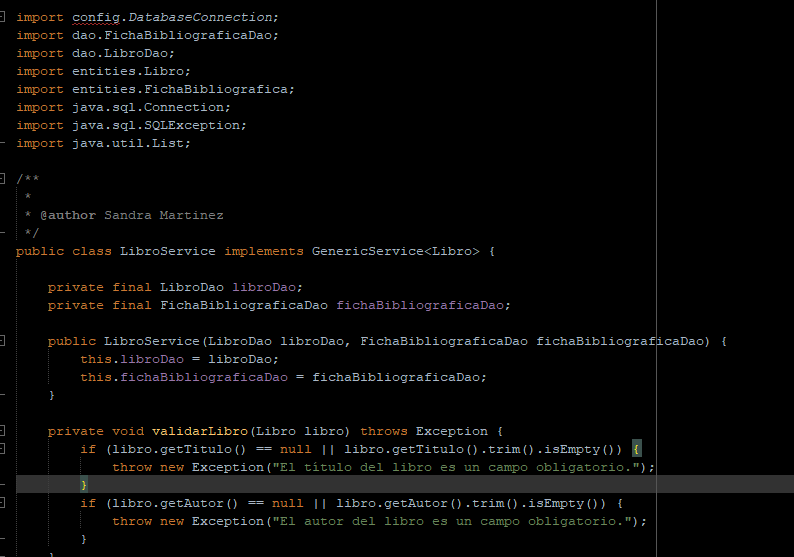 import config.DatabaseConnection;
import dao.FichaBibliograficaDao;
import dao.LibroDao;
import entities.Libro;
import entities.FichaBibliografica;
import java.sql.Connection;
import java.sql.SQLException;
import java.util.List;
/**
 *
 * @author Sandra Martinez
 */
public class LibroService implements GenericService<Libro> {
    private final LibroDao libroDao;
    private final FichaBibliograficaDao fichaBibliograficaDao;
    public LibroService(LibroDao libroDao, FichaBibliograficaDao fichaBibliograficaDao) {
        this.libroDao = libroDao;
        this.fichaBibliograficaDao = fichaBibliograficaDao;
    }
    private void validarLibro(Libro libro) throws Exception {
        if (libro.getTitulo() == null || libro.getTitulo().trim().isEmpty()) {
            throw new Exception("El título del libro es un campo obligatorio.");
        }
        if (libro.getAutor() == null || libro.getAutor().trim().isEmpty()) {
            throw new Exception("El autor del libro es un campo obligatorio.");
        }